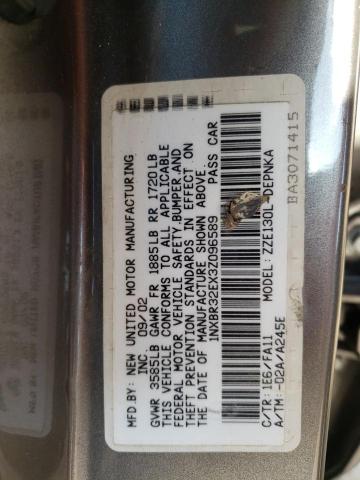 MFD.BY: NEW UNITED MOTOR MANUFACTURING
INC. 09/02
GVWR 3585LB GAWR FR 1885LB RR 1720LB
THIS VEHICLE CONFORMS TO ALL APPLICABLE
FEDERAL MOTOR VEHICLE SAFETY,BUMPER,AND
THEFT PREVENTION STANDARDS IN EFFECT ON
THE DATE OF MANUFACTURE SHOWN ABOVE
1NXBR32EX3Z096589 PASS CAR
MODEL: ZZE130L-DEPNKA
C/TR: 1E6/FA11
A/TM: -02A/A245E
BA3071415